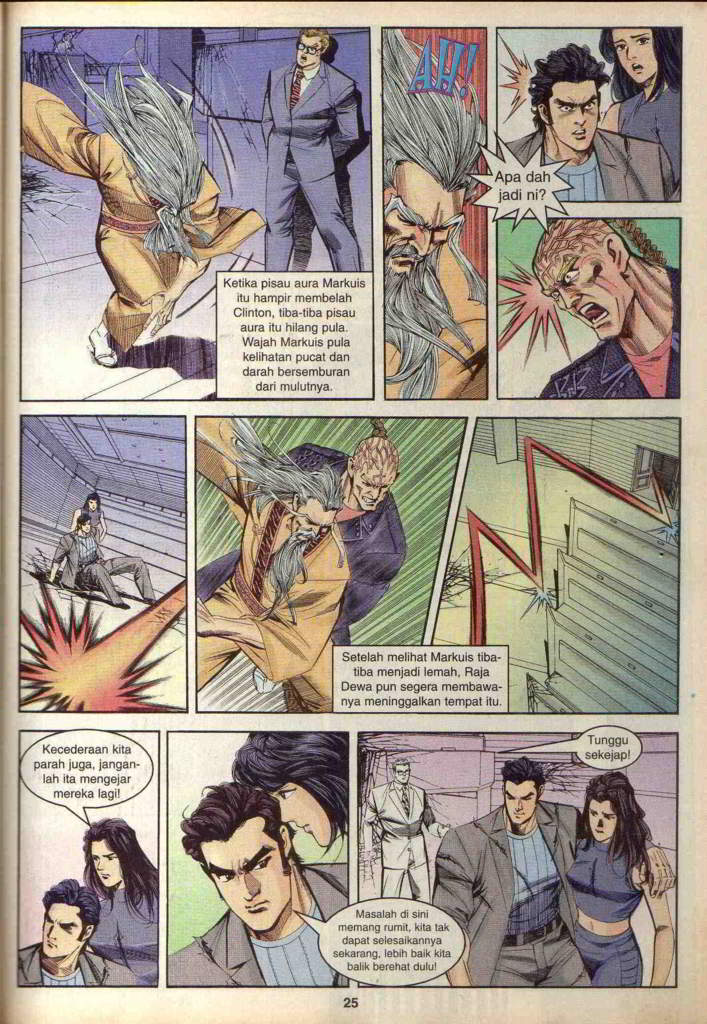 AH!
Apa dah
jadi ni?
Ketika pisau aura Markuis
itu hampir membelah
Clinton, tiba-tiba pisau
aura itu hilang pula.
Wajah Markuis pula
kelihatan pucat dan
darah bersemburan
dari mulutnya.
Setelah melihat Markuis tiba-
tiba menjadi lemah, Raja
Dewa pun segera membawa-
nya meninggalkan tempat itu.
Kecederaan kita
parah juga, jangan-
lah ita mengejar
mereka lagi!
Tunggu
sekejap!
Masalah di sini
memang rumit, kita tak
dapat selesaikannya
sekarang, lebih baik kita
balik berehat dulu!
25